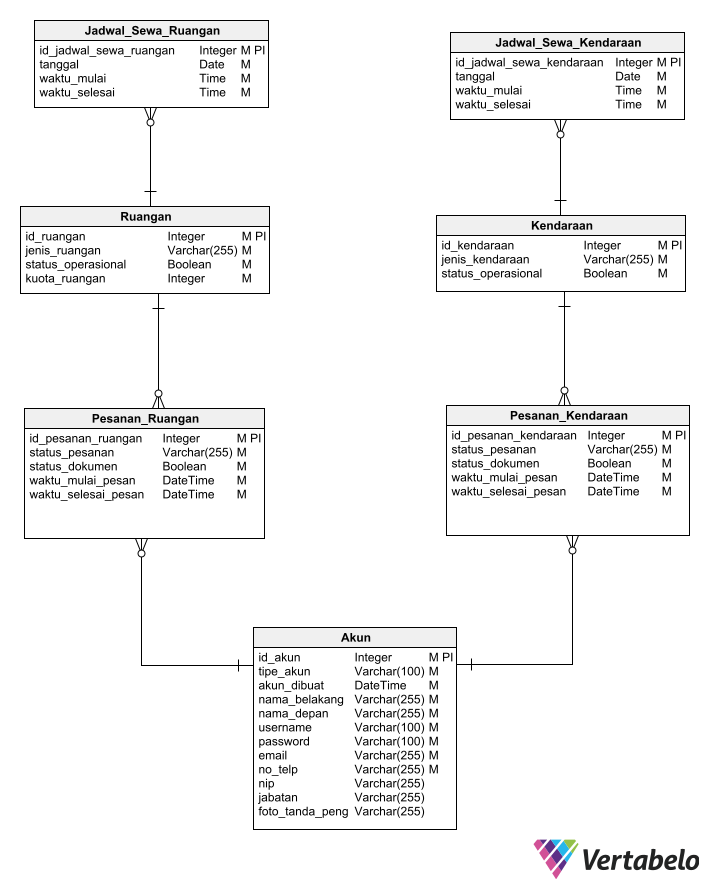 Jadwal_Sewa_Ruangan
id_jadwal_sewa_ruangan Integer M PI
tanggal Date M
waktu_mulai Time M
waktu_selesai Time M
Jadwal_Sewa_Kendaraan
id_jadwal_sewa_kendaraan Integer M PI
tanggal Date M
waktu_mulai Time M
waktu_selesai Time M
Ruangan
id_ruangan Integer M PI
jenis_ruangan Varchar(255) M
status_operasional Boolean M
kuota_ruangan Integer M
Kendaraan
id_kendaraan Integer M PI
jenis_kendaraan Varchar(255) M
status_operasional Boolean M
Pesanan_Ruangan
id_pesanan_ruangan Integer M PI
status_pesanan Varchar(255) M
status_dokumen Boolean M
waktu_mulai_pesan DateTime M
waktu_selesai_pesan DateTime M
Pesanan_Kendaraan
id_pesanan_kendaraan Integer M PI
status_pesanan Varchar(255) M
status_dokumen Boolean M
waktu_mulai_pesan DateTime M
waktu_selesai_pesan DateTime M
Akun
id_akun Integer M PI
tipe_akun Varchar(100) M
akun_dibuat DateTime M
nama_belakang Varchar(255) M
nama_depan Varchar(255) M
username Varchar(100) M
password Varchar(100) M
email Varchar(255) M
no_telp Varchar(255) M
nip Varchar(255)
jabatan Varchar(255)
foto_tanda_peng Varchar(255)
Vertabelo